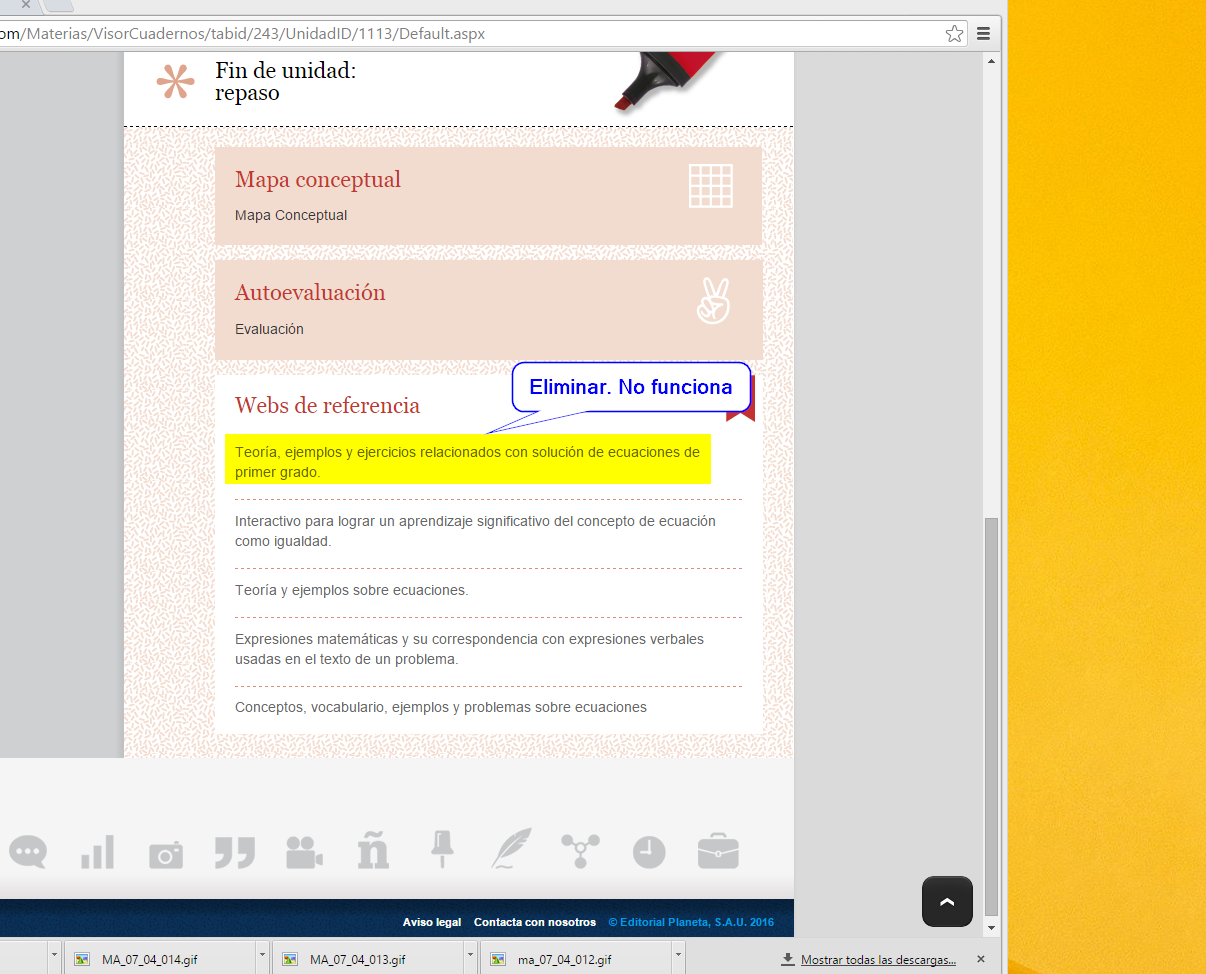 om/Materias/VisorCuadernos/tabid/243/UnidadID/1113/Default.aspx
Fin de unidad:
repaso
Mapa conceptual
Mapa Conceptual
Autoevaluación
Evaluación
Eliminar. No funciona
Webs de referencia
Teoría, ejemplos y ejercicios relacionados con solución de ecuaciones de
primer grado.
Interactivo para lograr un aprendizaje significativo del concepto de ecuación
como igualdad.
Teoría y ejemplos sobre ecuaciones.
Expresiones matemáticas y su correspondencia con expresiones verbales
usadas en el texto de un problema.
Conceptos, vocabulario, ejemplos y problemas sobre ecuaciones
ñ
Aviso legal Contacta con nosotros © Editorial Planeta, S.A.U. 2016
MA_07_04_014.gif MA_07_04_013.gif ma_07_04_012.gif Mostrar todas las descargas...